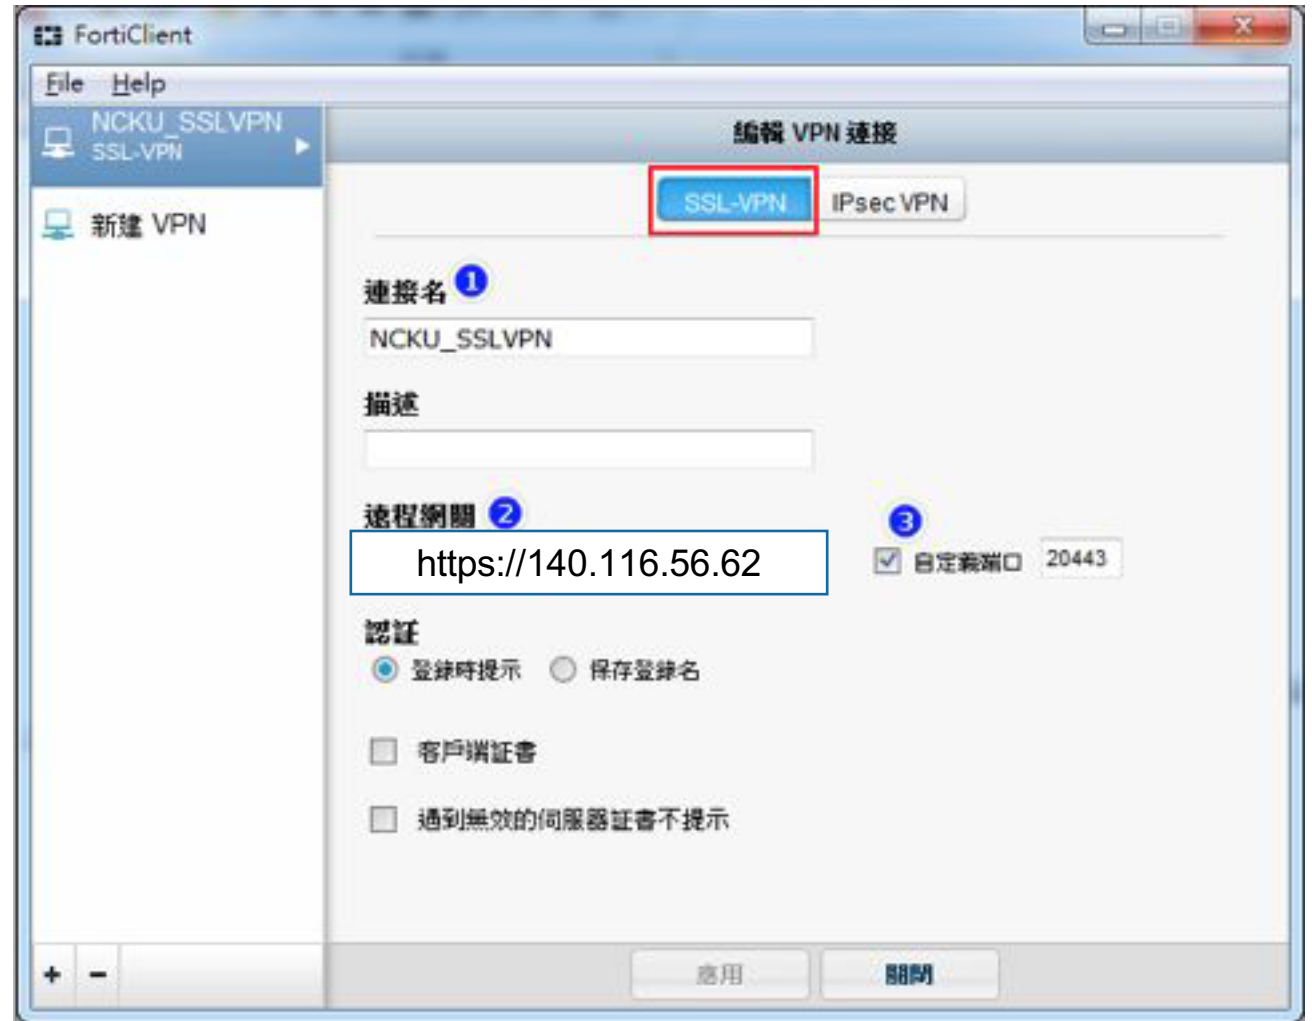 FortiClient
File Help
NCKU_SSLVPN
SSL-VPN
新建 VPN
編輯 VPN 連接
SSL-VPN
IPsec VPN
連接名 1
NCKU_SSLVPN
描述
遠程網關 2
https://140.116.56.62
3
自定義端口 20443
認証
登錄時提示 保存登錄名
客戶端証書
遇到無效的伺服器証書不提示
+ −
應用
關閉